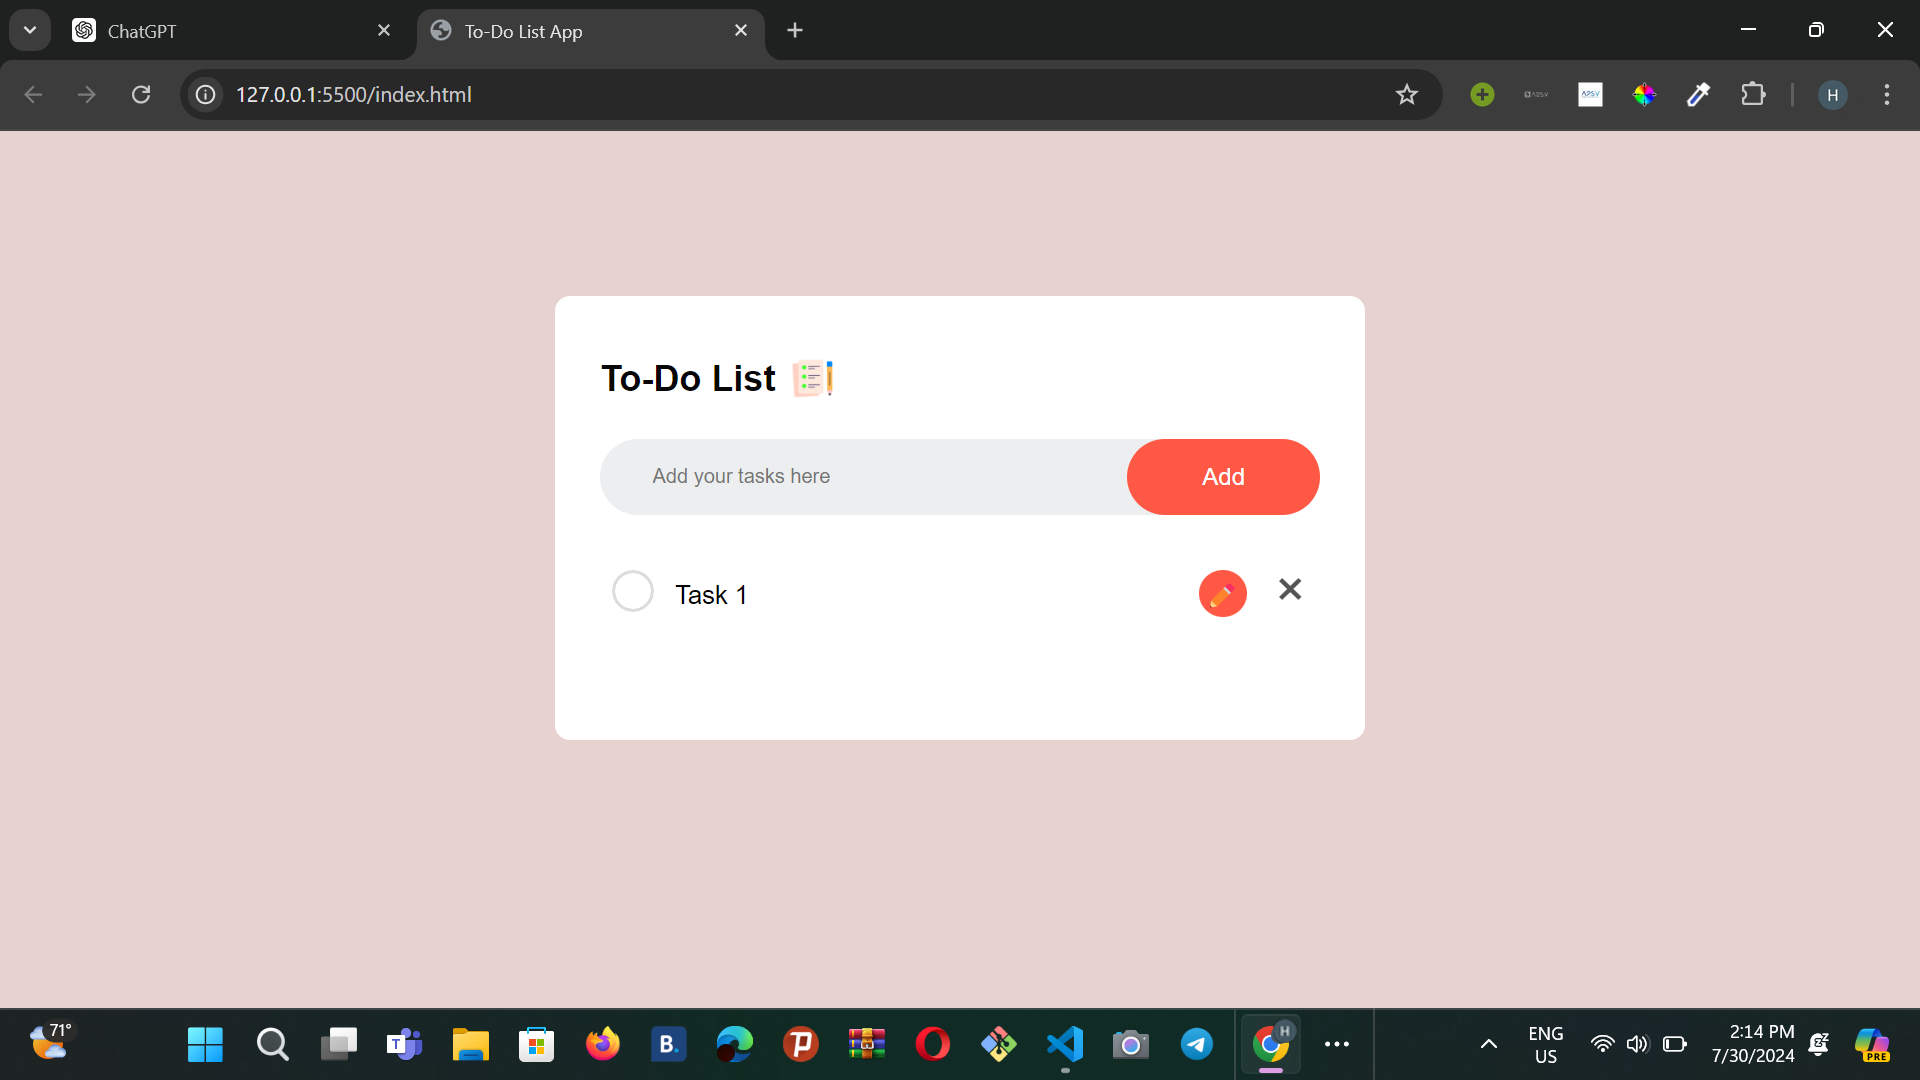 ChatGPT
To-Do List App
127.0.0.1:5500/index.html
H
To-Do List
Add your tasks here
Add
Task 1
71°
T
B.
H
ENG
US
2:14 PM
7/30/2024
PRE